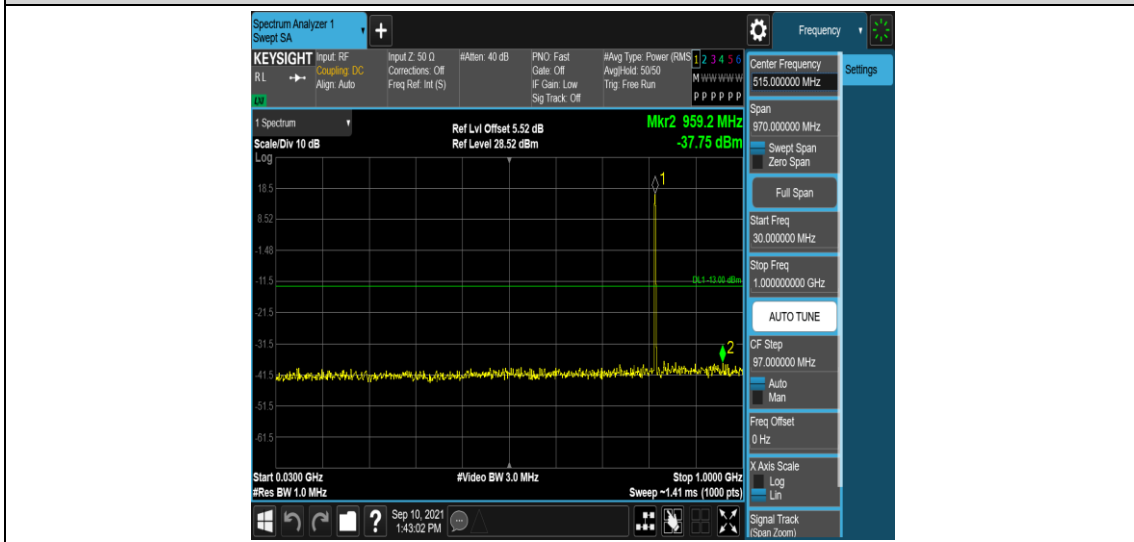 Spectrum Analyzer 1
Swept SA
+
Frequency
KEYSIGHT
RL
LXI
Input: RF
Coupling: DC
Align: Auto
Input Z: 50 Ω
Corrections: Off
Freq Ref: Int (S)
#Atten: 40 dB
PNO: Fast
Gate: Off
IF Gain: Low
Sig Track: Off
#Avg Type: Power (RMS
Avg|Hold: 50/50
Trig: Free Run
1 2 3 4 5 6
M W W W W W
P P P P P P
Center Frequency
515.000000 MHz
Settings
1 Spectrum
Scale/Div 10 dB
Log
Ref Lvl Offset 5.52 dB
Ref Level 28.52 dBm
Mkr2 959.2 MHz
-37.75 dBm
Span
970.000000 MHz
Swept Span
Zero Span
Full Span
Start Freq
30.000000 MHz
Stop Freq
1.000000000 GHz
AUTO TUNE
CF Step
97.000000 MHz
Auto
Man
Freq Offset
0 Hz
X Axis Scale
Log
Lin
Signal Track
(Span Zoom)
1
18.5
8.52
-1.48
-11.5
DL1 -13.00 dBm
-21.5
-31.5
2
-41.5
-51.5
-61.5
Start 0.0300 GHz
#Video BW 3.0 MHz
Stop 1.0000 GHz
#Res BW 1.0 MHz
Sweep ~1.41 ms (1000 pts)
?
Sep 10, 2021
1:43:02 PM